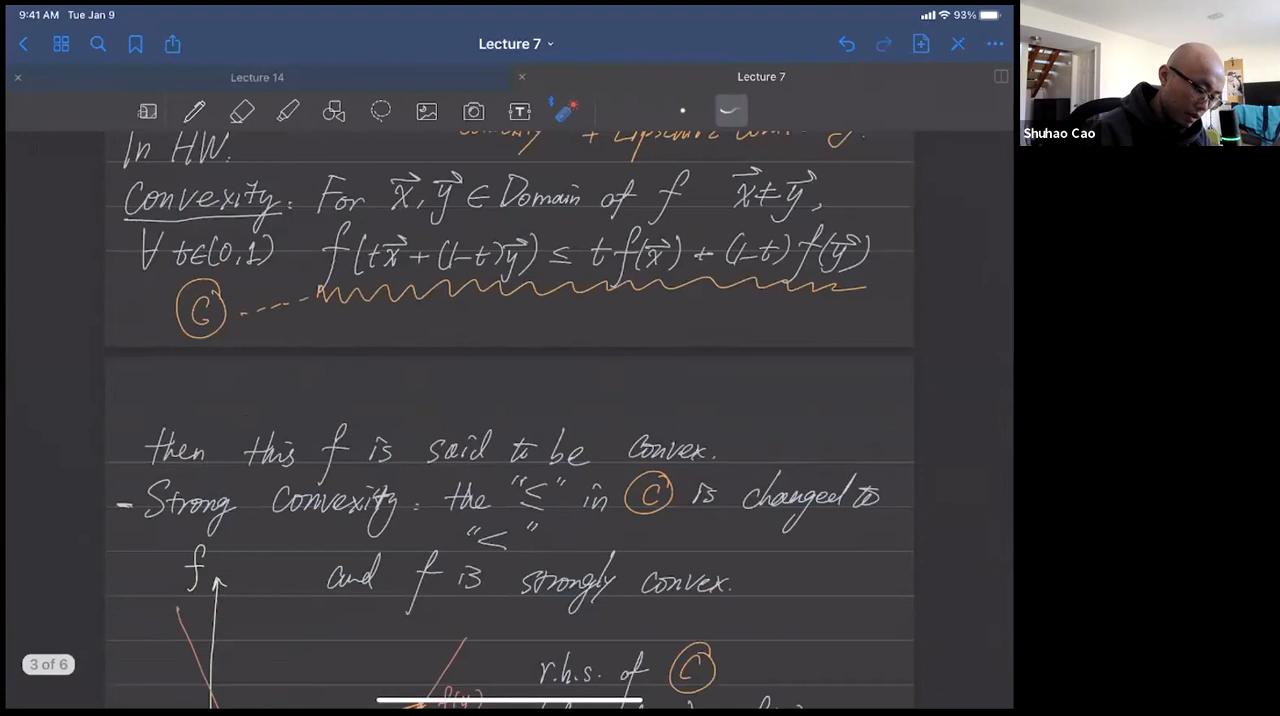 9:41 AM Tue Jan 9
93%
Lecture 7
Lecture 14
Lecture 7
Shuhao Cao
In HW.
+ Lipschitz
Convexity: For x⃗, y⃗ ∈ Domain of f x⃗ ≠ y⃗,
∀ t∈(0,1) f(tx⃗ + (1-t)y⃗) ≤ t f(x⃗) + (1-t) f(y⃗)
C
then this f is said to be convex.
- Strong Convexity: the "≤" in C is changed to
"<"
f and f is strongly convex.
r.h.s. of C
3 of 6
f(y)